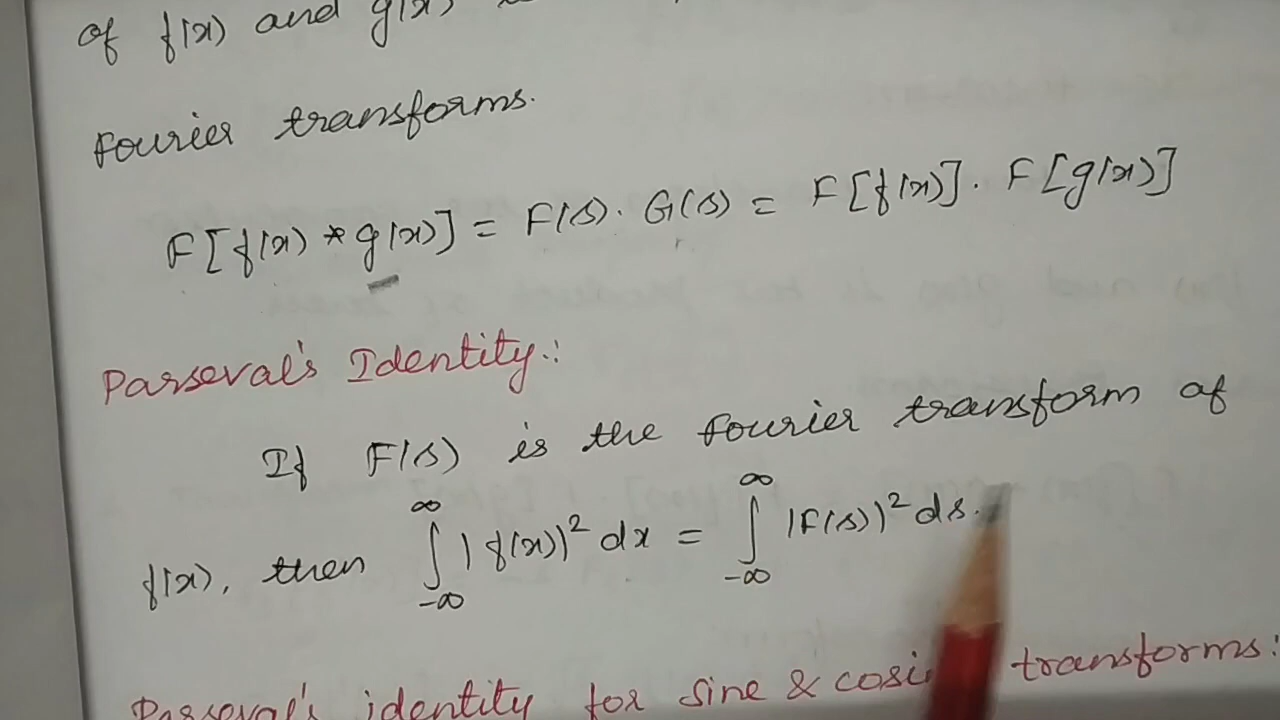 of f(x) and g(x)
Fourier transforms.
F[f(x) * g(x)] = F(s). G(s) = F[f(x)]. F[g(x)]
Parseval's Identity:
If F(s) is the Fourier transform of
f(x), then ∫_{-∞}^{∞} |f(x)|² dx = ∫_{-∞}^{∞} |F(s)|² ds.
Parseval's identity for sine & cosi transforms: